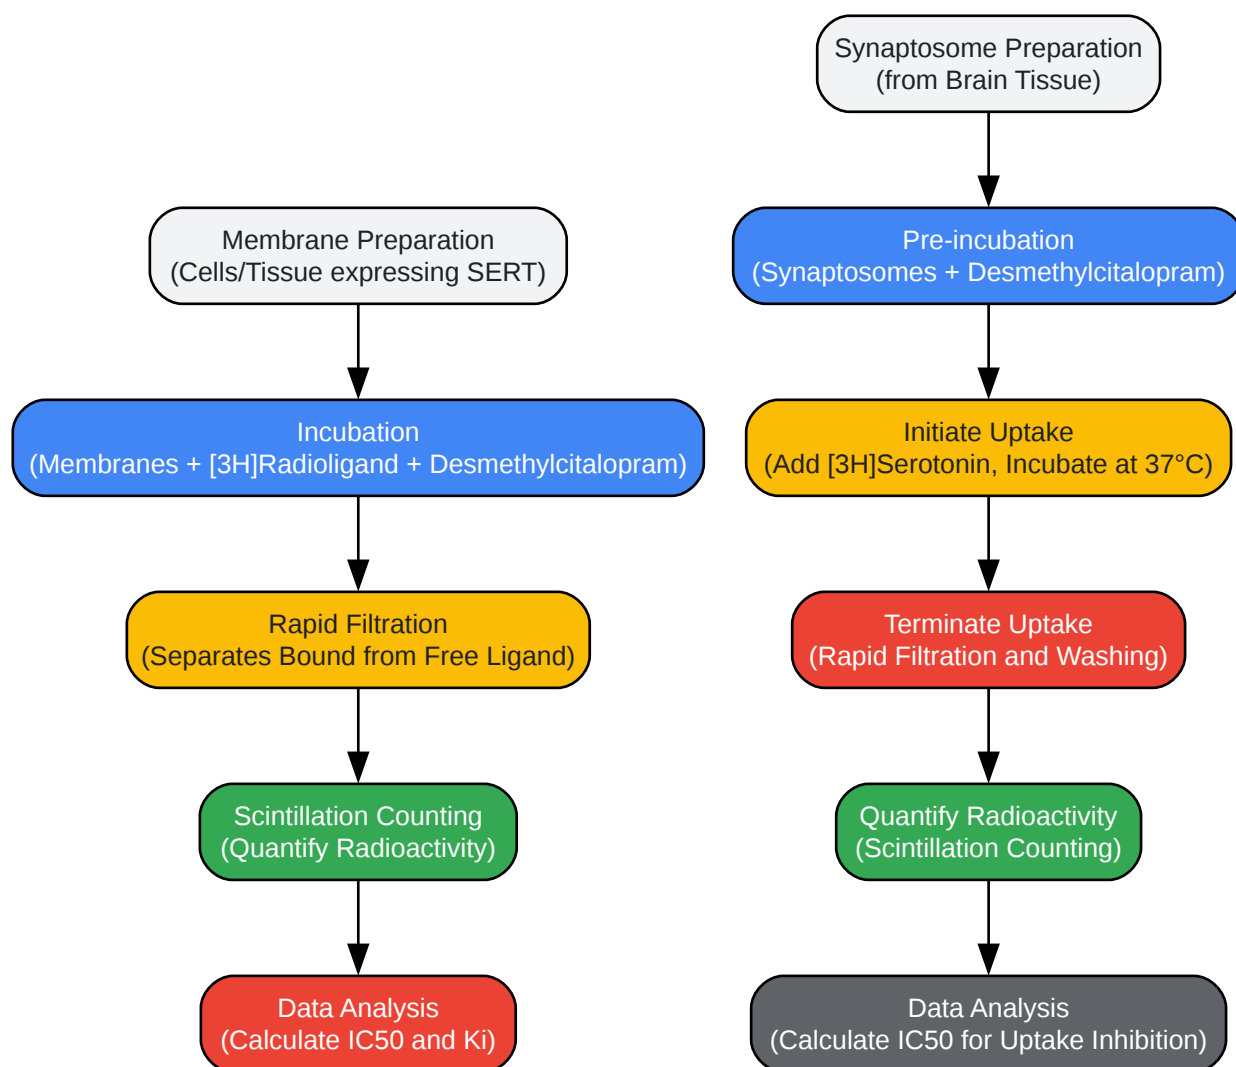 Membrane Preparation
(Cells/Tissue expressing SERT)
Incubation
(Membranes + [3H]Radioligand + Desmethylcitalopram)
Rapid Filtration
(Separates Bound from Free Ligand)
Scintillation Counting
(Quantify Radioactivity)
Data Analysis
(Calculate IC50 and Ki)
Synaptosome Preparation
(from Brain Tissue)
Pre-incubation
(Synaptosomes + Desmethylcitalopram)
Initiate Uptake
(Add [3H]Serotonin, Incubate at 37°C)
Terminate Uptake
(Rapid Filtration and Washing)
Quantify Radioactivity
(Scintillation Counting)
Data Analysis
(Calculate IC50 for Uptake Inhibition)